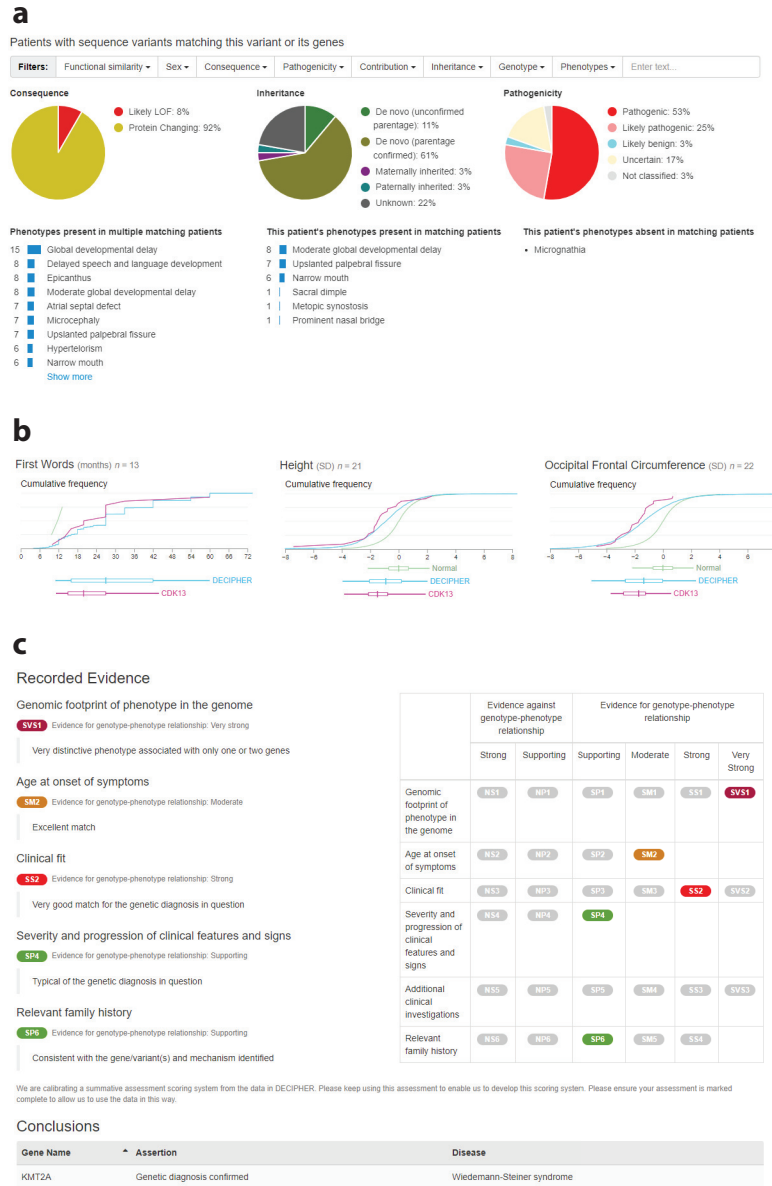 a
Patients with sequence variants matching this variant or its genes
Filters: Functional similarity Sex Consequence Pathogenicity Contribution Inheritance Genotype Phenotypes Enter text...
Consequence
Likely LOF: 8%
Protein Changing: 92%
Inheritance
De novo (unconfirmed
parentage): 11%
De novo (parentage
confirmed): 61%
Maternally inherited: 3%
Paternally inherited: 3%
Unknown: 22%
Pathogenicity
Pathogenic: 53%
Likely pathogenic: 25%
Likely benign: 3%
Uncertain: 17%
Not classified: 3%
Phenotypes present in multiple matching patients
15 Global developmental delay
8 Delayed speech and language development
8 Epicanthus
8 Moderate global developmental delay
7 Atrial septal defect
7 Microcephaly
7 Upslanted palpebral fissure
6 Hypertelorism
6 Narrow mouth
Show more
This patient's phenotypes present in matching patients
8 Moderate global developmental delay
7 Upslanted palpebral fissure
6 Narrow mouth
1 Sacral dimple
1 Metopic synostosis
1 Prominent nasal bridge
This patient's phenotypes absent in matching patients
• Micrognathia
b
First Words (months) n = 13
Cumulative frequency
0 6 12 18 24 30 36 42 48 54 60 66 72
DECIPHER
CDK13
Height (SD) n = 21
Cumulative frequency
−8 −6 −4 −2 0 2 4 6 8
Normal
DECIPHER
CDK13
Occipital Frontal Circumference (SD) n = 22
Cumulative frequency
−8 −6 −4 −2 0 2 4 6
Normal
DECIPHER
CDK13
c
Recorded Evidence
Genomic footprint of phenotype in the genome
SVS1 Evidence for genotype-phenotype relationship: Very strong
Very distinctive phenotype associated with only one or two genes
Age at onset of symptoms
SM2 Evidence for genotype-phenotype relationship: Moderate
Excellent match
Clinical fit
SS2 Evidence for genotype-phenotype relationship: Strong
Very good match for the genetic diagnosis in question
Severity and progression of clinical features and signs
SP4 Evidence for genotype-phenotype relationship: Supporting
Typical of the genetic diagnosis in question
Relevant family history
SP6 Evidence for genotype-phenotype relationship: Supporting
Consistent with the gene/variant(s) and mechanism identified
Evidence against
genotype-phenotype
relationship
Evidence for genotype-phenotype
relationship
Strong Supporting Supporting Moderate Strong Very
Strong
Genomic
footprint of
phenotype in
the genome
NS1 NP1 SP1 SM1 SS1 SVS1
Age at onset
of symptoms
NS2 NP2 SP2 SM2
Clinical fit NS3 NP3 SP3 SM3 SS2 SVS2
Severity and
progression of
clinical
features and
signs
NS4 NP4 SP4
Additional
clinical
investigations
NS5 NP5 SP5 SM4 SS3 SVS3
Relevant
family history
NS6 NP6 SP6 SM5 SS4
We are calibrating a summative assessment scoring system from the data in DECIPHER. Please keep using this assessment to enable us to develop this scoring system. Please ensure your assessment is marked
complete to allow us to use the data in this way.
Conclusions
Gene Name Assertion Disease
KMT2A Genetic diagnosis confirmed Wiedemann-Steiner syndrome